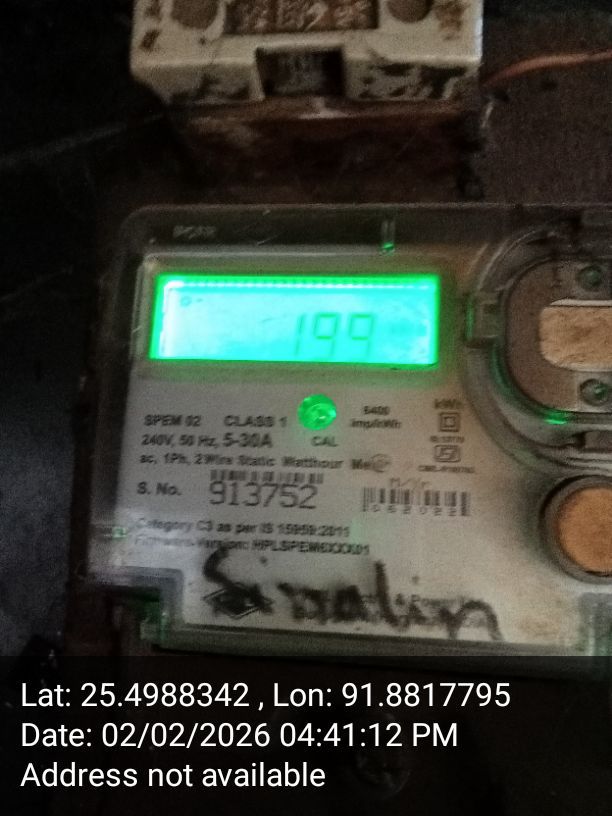 199
SPEM 02 CLASS 1 6400
240V, 50 Hz, 5-30A CAL imp/kWh
kWh
ac, 1Ph, 2Wire Static Watthour
S. No. 913752
Category C3 as per IS 15959:2011
Firmware Version:
Lat: 25.4988342 , Lon: 91.8817795
Date: 02/02/2026 04:41:12 PM
Address not available